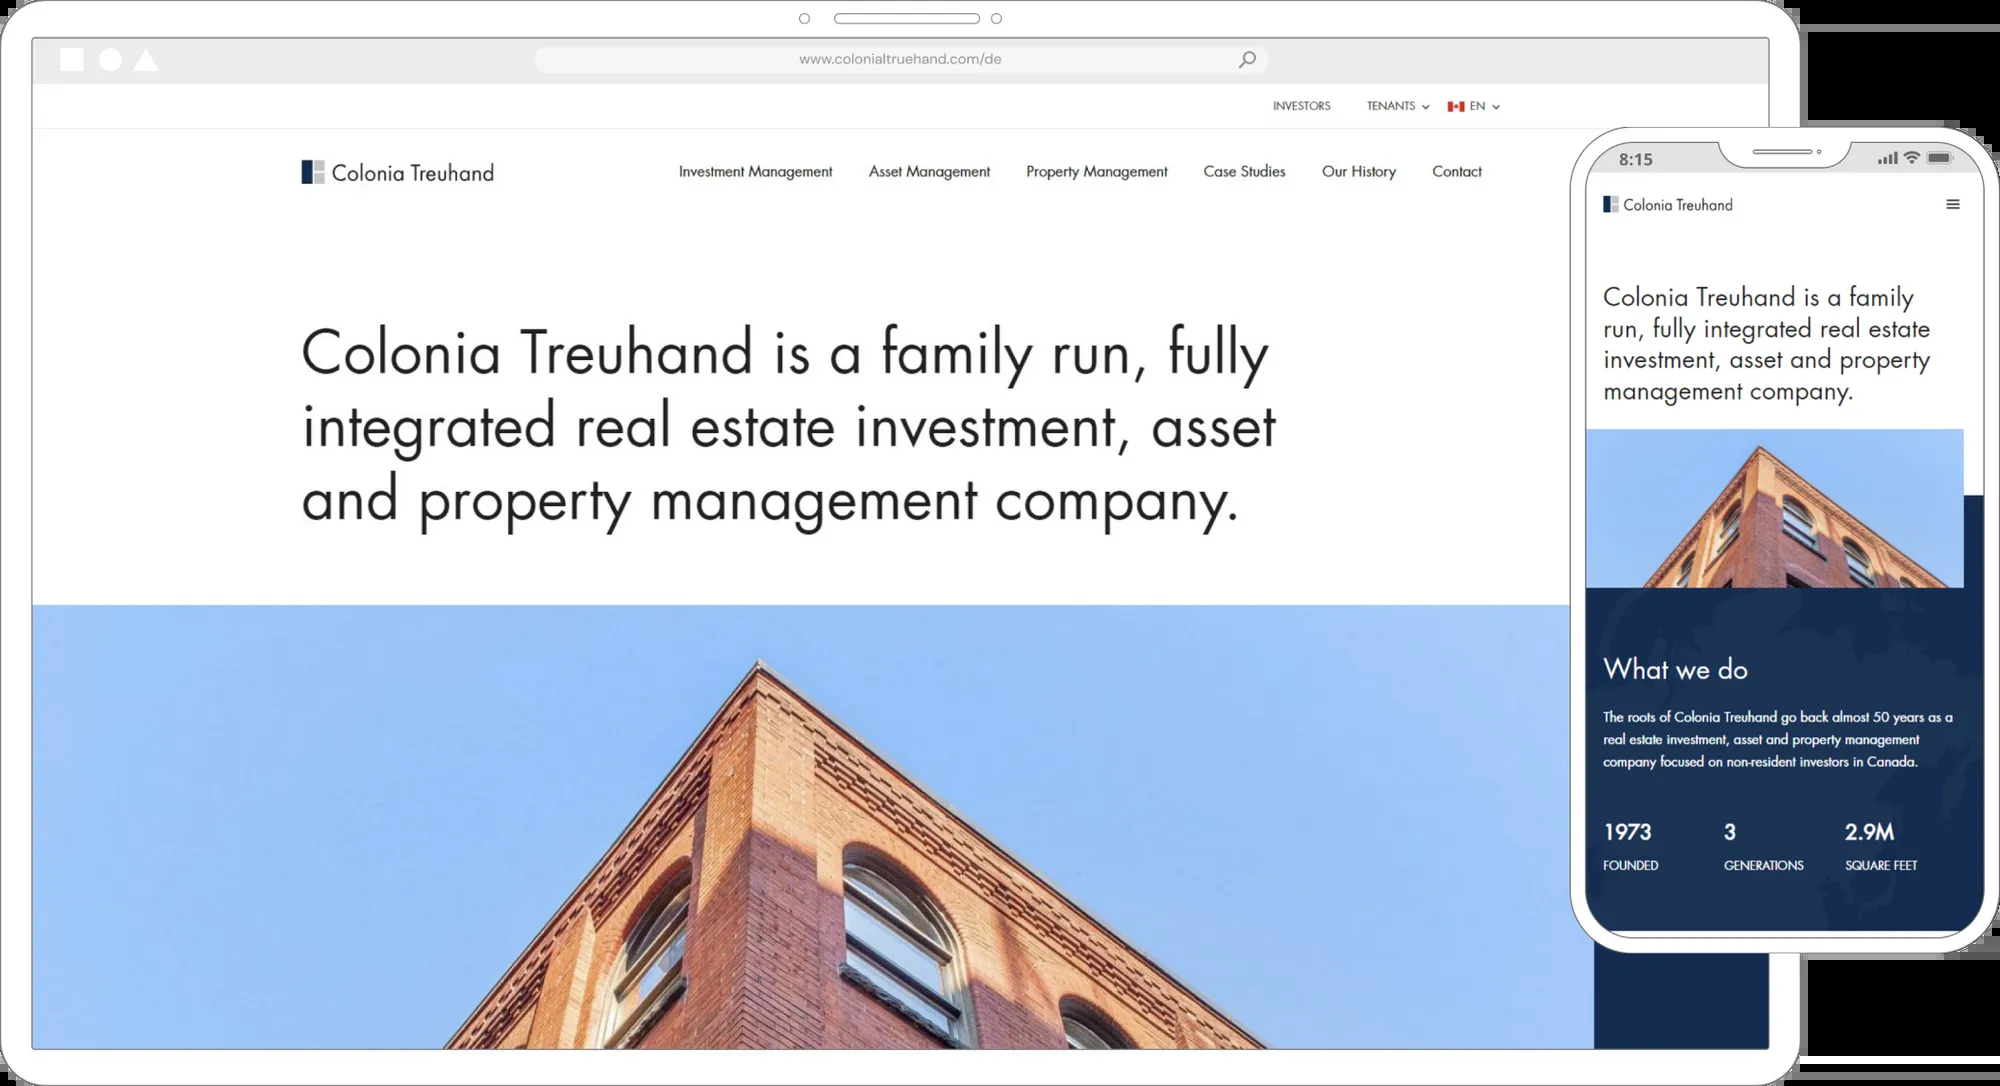 www.colonialtruehand.com/de
INVESTORS TENANTS EN
Colonia Treuhand Investment Management Asset Management Property Management Case Studies Our History Contact
Colonia Treuhand is a family run, fully
integrated real estate investment, asset
and property management company.
8:15
Colonia Treuhand
Colonia Treuhand is a family
run, fully integrated real estate
investment, asset and property
management company.
What we do
The roots of Colonia Treuhand go back almost 50 years as a
real estate investment, asset and property management
company focused on non-resident investors in Canada.
1973 3 2.9M
FOUNDED GENERATIONS SQUARE FEET